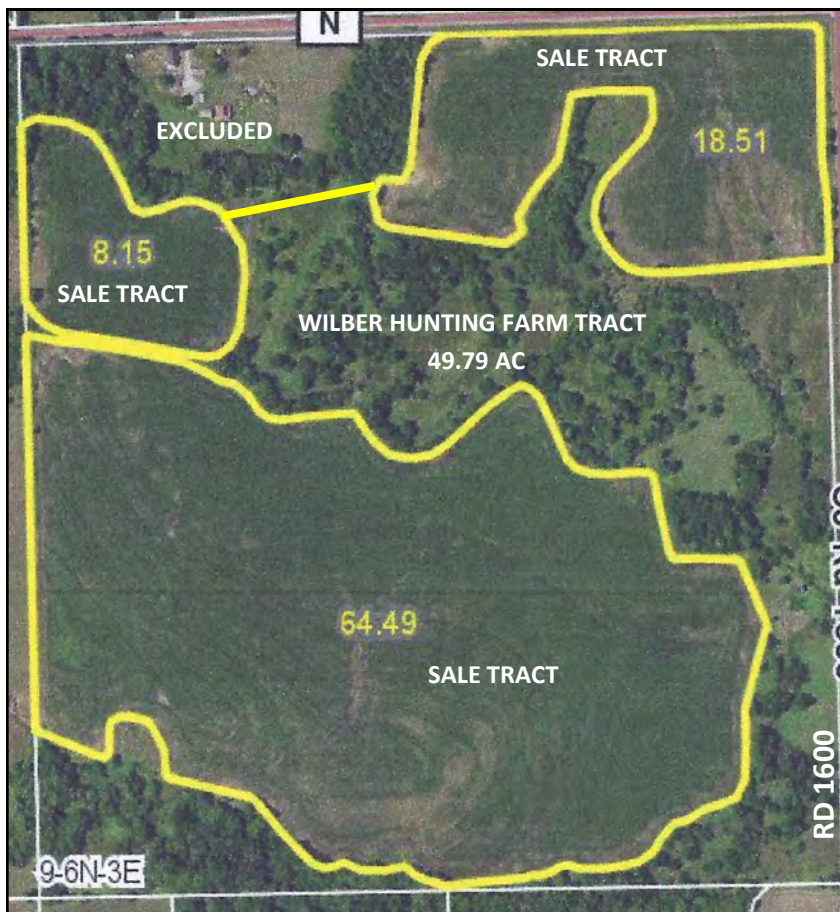 N
SALE TRACT
EXCLUDED
18.51
8.15
SALE TRACT
WILBER HUNTING FARM TRACT
49.79 AC
64.49
SALE TRACT
RD 1600
9-6N-3E